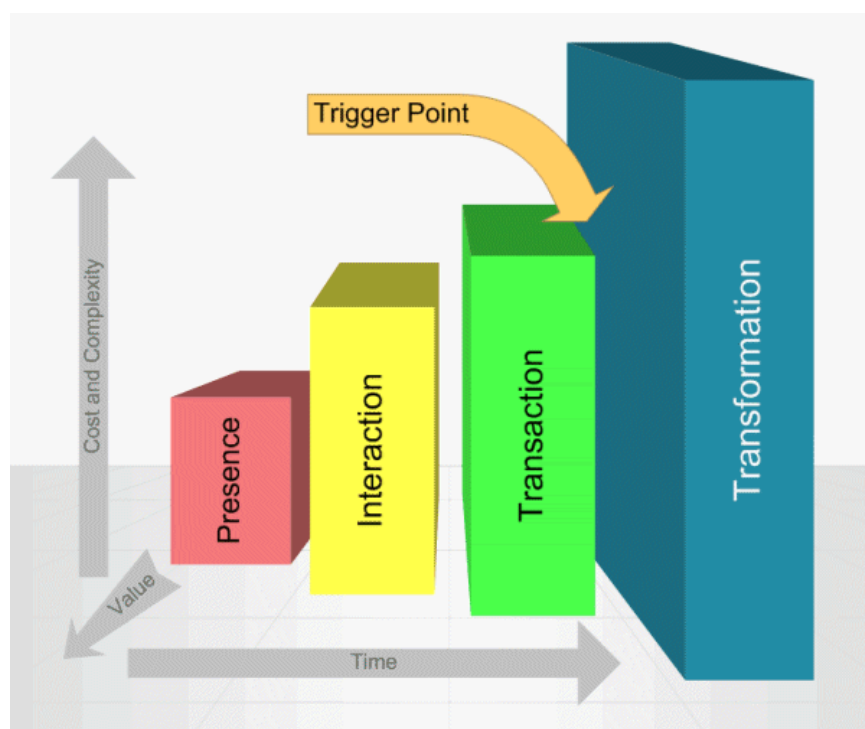 Trigger Point
Cost and Complexity
Presence
Interaction
Transaction
Transformation
Value
Time